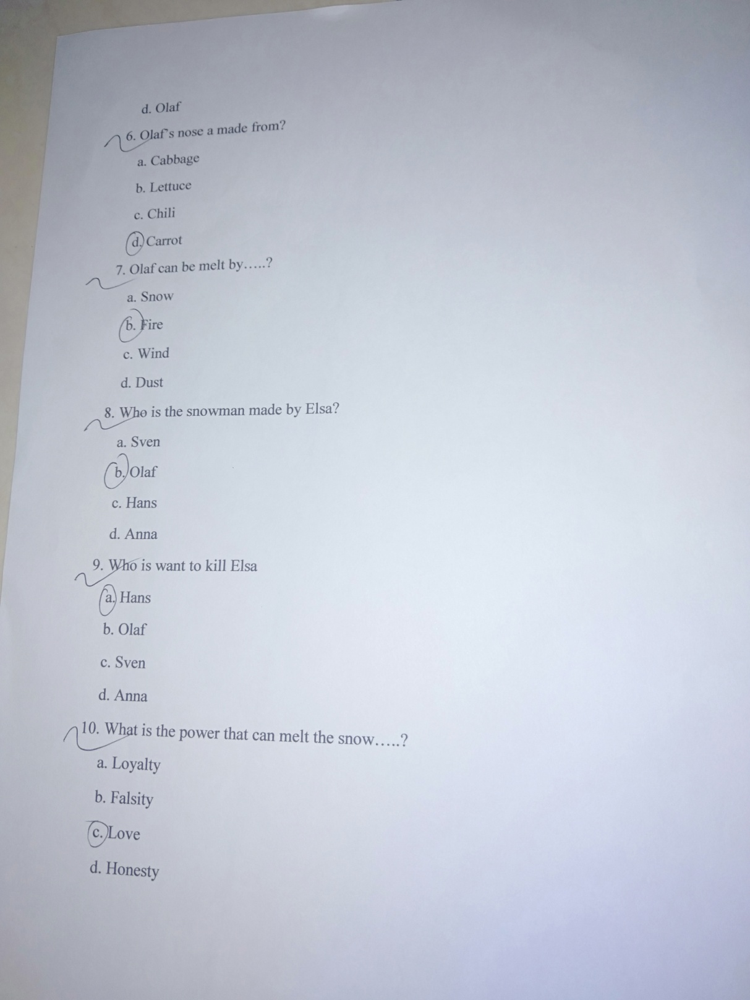 d. Olaf
6. Olaf's nose a made from?
a. Cabbage
b. Lettuce
c. Chili
d. Carrot
7. Olaf can be melt by…..?
a. Snow
b. Fire
c. Wind
d. Dust
8. Who is the snowman made by Elsa?
a. Sven
b. Olaf
c. Hans
d. Anna
9. Who is want to kill Elsa
a. Hans
b. Olaf
c. Sven
d. Anna
10. What is the power that can melt the snow…..?
a. Loyalty
b. Falsity
c. Love
d. Honesty